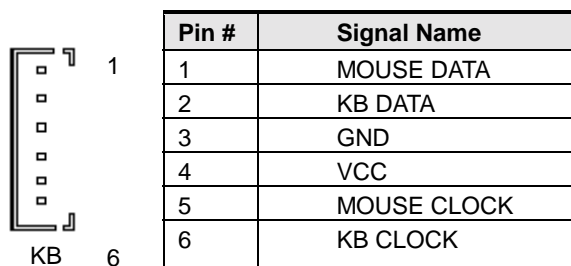 Pin # Signal Name
1 MOUSE DATA
2 KB DATA
3 GND
4 VCC
5 MOUSE CLOCK
6 KB CLOCK
1
KB 6